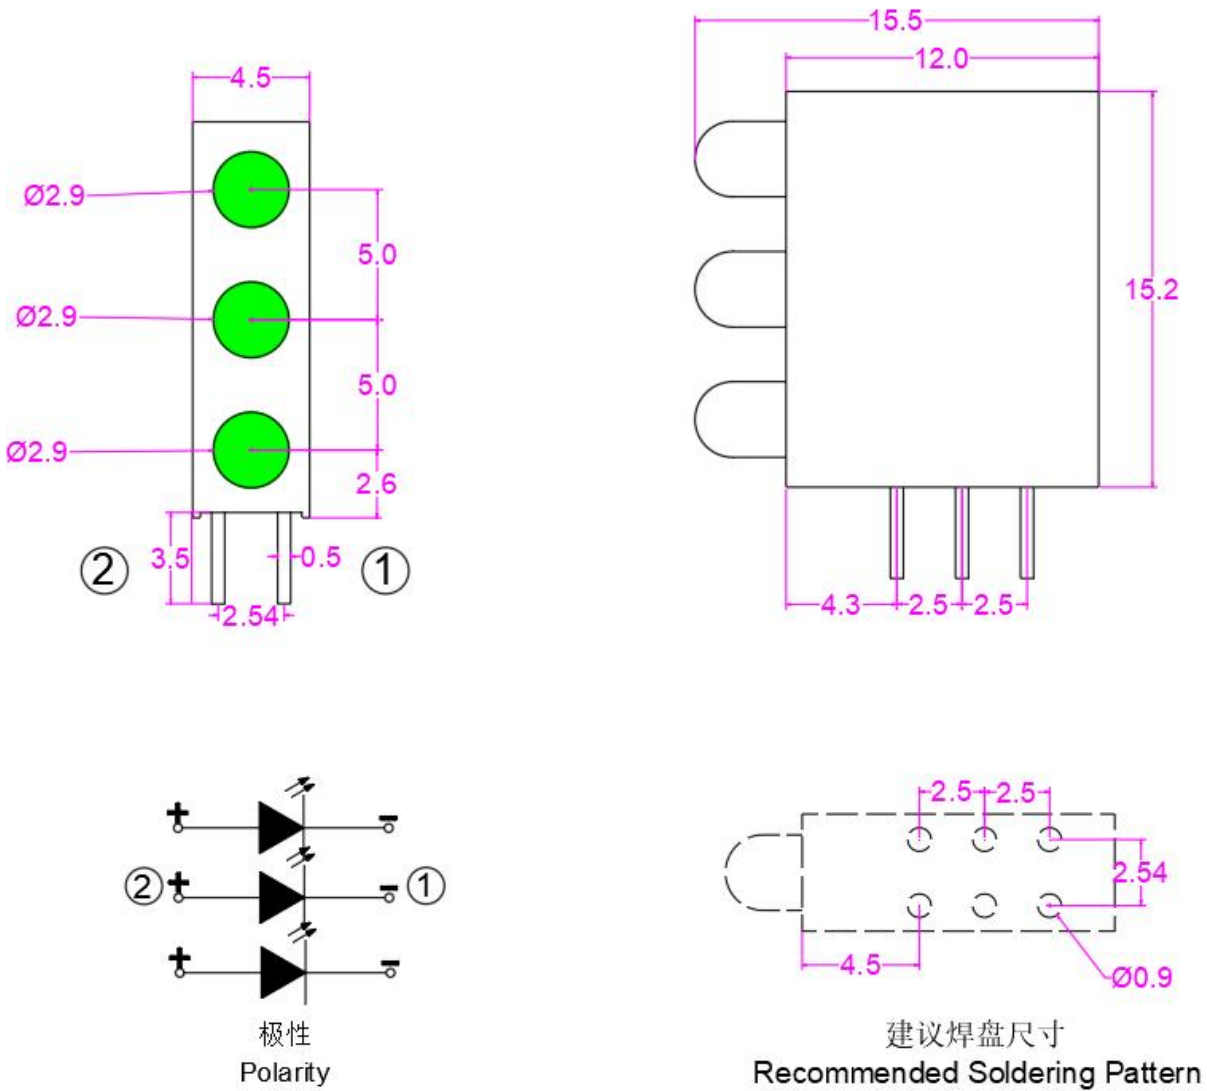 15.5
12.0
4.5
Ø2.9
5.0
15.2
Ø2.9
5.0
Ø2.9
2.6
② 3.5 0.5 ①
2.54
4.3 2.5 2.5
+ -
② + - ①
+ -
极性
Polarity
2.5 2.5
2.54
4.5
Ø0.9
建议焊盘尺寸
Recommended Soldering Pattern